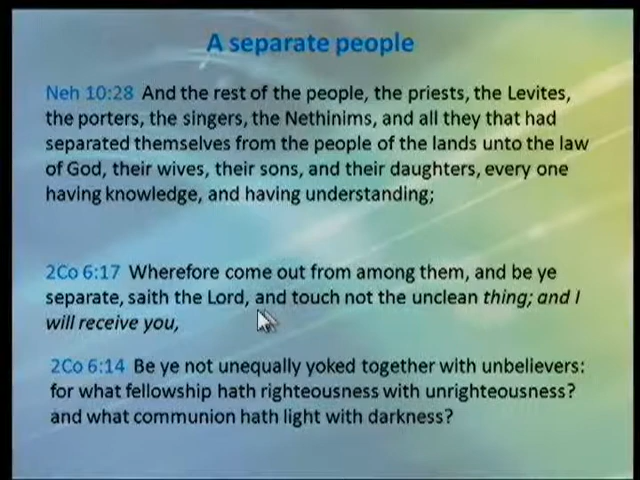 A separate people
Neh 10:28 And the rest of the people, the priests, the Levites,
the porters, the singers, the Nethinims, and all they that had
separated themselves from the people of the lands unto the law
of God, their wives, their sons, and their daughters, every one
having knowledge, and having understanding;
2Co 6:17 Wherefore come out from among them, and be ye
separate, saith the Lord, and touch not the unclean thing; and I
will receive you,
2Co 6:14 Be ye not unequally yoked together with unbelievers:
for what fellowship hath righteousness with unrighteousness?
and what communion hath light with darkness?